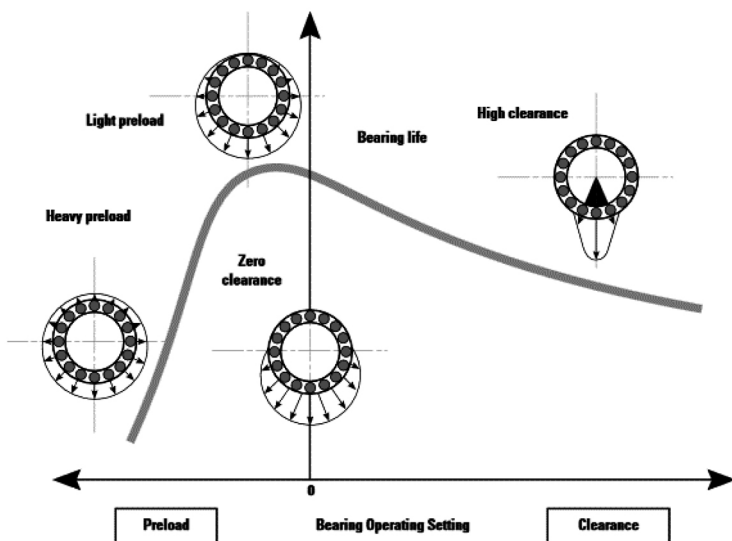 Light preload
Bearing life
High clearance
Heavy preload
Zero
clearance
0
Preload
Bearing Operating Setting
Clearance